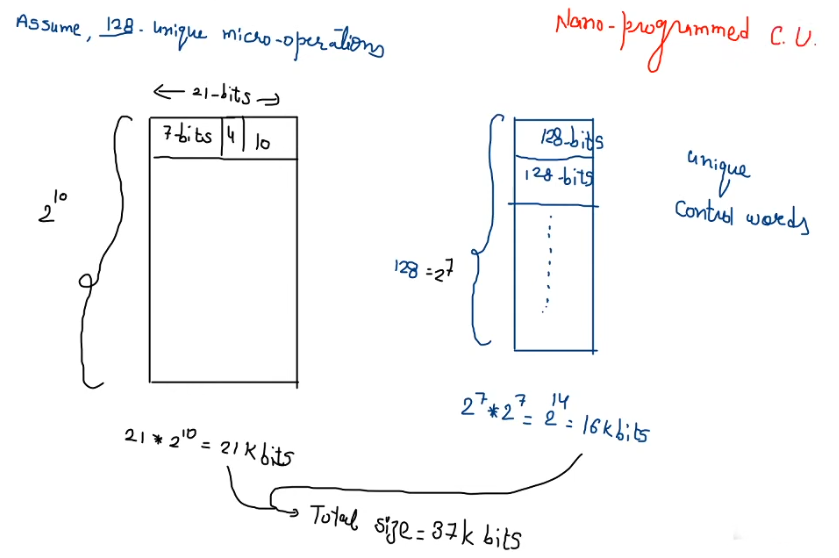 Assume, 128 - unique micro-operations
Nano-programmed C.U.
21-bits
7-bits 4 10
2^10
21 * 2^10 = 21K bits
128-bits
128-bits
128 = 2^7
unique
Control words
2^7 * 2^7 = 2^14 = 16k bits
Total size = 37k bits